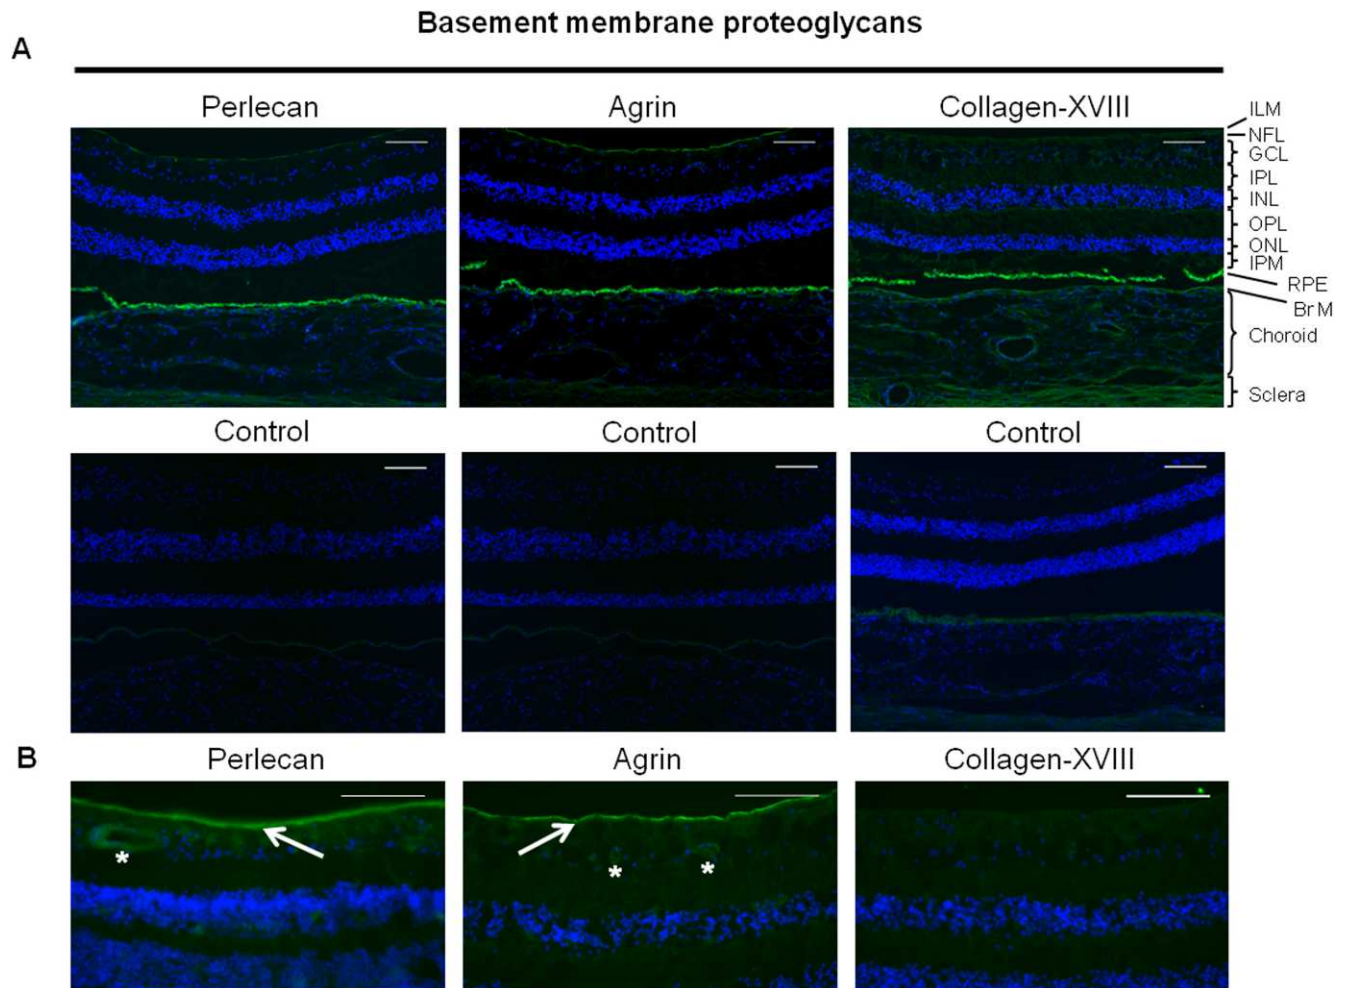 Basement membrane proteoglycans
A
Perlecan
Agrin
Collagen-XVIII
ILM
NFL
GCL
IPL
INL
OPL
ONL
IPM
RPE
BrM
Choroid
Sclera
Control
Control
Control
B
Perlecan
Agrin
Collagen-XVIII
*
*
*